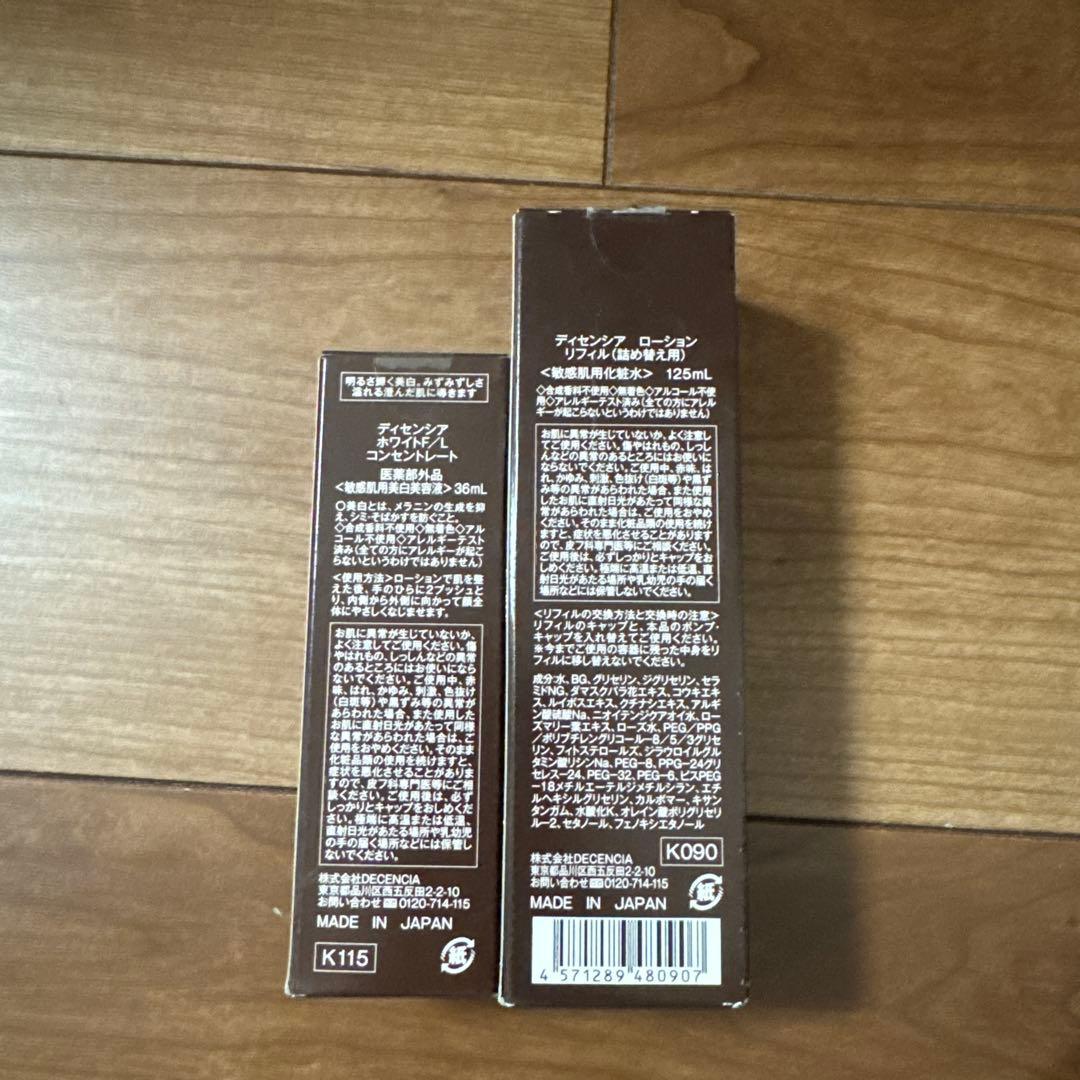 明るさ輝く美白。みずみずしさ
溢れる澄んだ肌に導きます
ディセンシア
ホワイトF/L
コンセントレート
医薬部外品
<敏感肌用美白美容液>36mL
〇美白とは、メラニンの生成を抑
え、シミ・そばかすを防ぐこと。
◇合成香料不使用◇無着色◇アル
コール不使用◇アレルギーテスト
済み(全ての方にアレルギーが起こ
らないというわけではありません)
<使用方法>ローションで肌を整
えた後、手のひらに2プッシュとり
、内側から外側に向かって顔全
体にやさしくなじませます。
お肌に異常が生じていないか、
よく注意してご使用ください。傷
やはれもの、しっしんなどの異常
のあるところにはお使いになら
ないでください。ご使用中、赤
味、はれ、かゆみ、刺激、色抜け
(白斑等)や黒ずみ等の異常が
あらわれた場合、また使用した
お肌に直射日光があたって同様
な異常があらわれた場合は、ご
使用をおやめください。そのまま
化粧品類の使用を続けますと、
症状を悪化させることがありま
すので、皮フ科専門医等にご相
談ください。ご使用後は、必ず
しっかりとキャップをおしめくだ
さい。極端に高温または低温、
直射日光があたる場所や乳幼児
の手の届く場所などには保管し
ないでください。
株式会社DECENCIA
東京都品川区西五反田2-2-10
お問い合わせ 0120-714-115
MADE IN JAPAN
K115
紙
ディセンシア ローション
リフィル(詰め替え用)
<敏感肌用化粧水> 125mL
◇合成香料不使用◇無着色◇アルコール不使
用◇アレルギーテスト済み(全ての方にアレル
ギーが起こらないというわけではありません)
お肌に異常が生じていないか、よく注意し
てご使用ください。傷やはれもの、しっし
んなどの異常のあるところにはお使いに
ならないでください。ご使用中、赤味、は
れ、かゆみ、刺激、色抜け(白斑等)や黒ず
み等の異常があらわれた場合、また使用し
たお肌に直射日光があたって同様な異
常があらわれた場合は、ご使用をおやめ
ください。そのまま化粧品類の使用を続け
ますと、症状を悪化させることがあります
ので、皮フ科専門医等にご相談ください。
ご使用後は、必ずしっかりとキャップをおし
めください。極端に高温または低温、直
射日光があたる場所や乳幼児の手の届く
場所などには保管しないでください。
<リフィルの交換方法と交換時の注意>
リフィルのキャップと、本品のポンプ・
キャップを入れ替えてご使用ください。
※今までご使用の容器に残った中身をリ
フィルに移し替えないでください。
成分:水、BG、グリセリン、ジグリセリン、セラ
ミドNG、ダマスクバラ花エキス、コウキエキ
ス、ルイボスエキス、クチナシエキス、アルギ
ン酸硫酸Na、ニオイテンジクアオイ水、ロー
ズマリー葉エキス、ローズ水、PEG/PPG
/ポリブチレングリコール-8/5/3グリセ
リン、フィトステロールズ、ジラウロイルグル
タミン酸リシンNa、PEG-8、PPG-24グリ
セレス-24、PEG-32、PEG-6、ビスPEG
-18メチルエーテルジメチルシラン、エチ
ルヘキシルグリセリン、カルボマー、キサン
タンガム、水酸化K、オレイン酸ポリグリセリ
ル-2、セタノール、フェノキシエタノール
K090
株式会社DECENCIA
東京都品川区西五反田2-2-10
お問い合わせ 0120-714-115
MADE IN JAPAN
紙
4 571289 480907